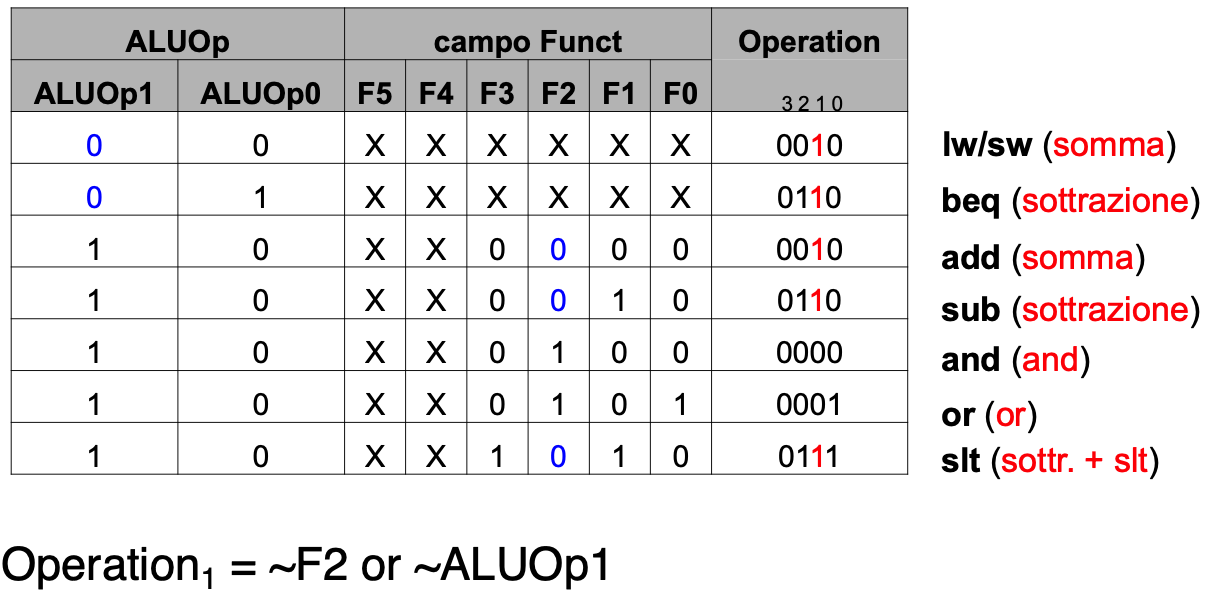 ALUOp campo Funct Operation
ALUOp1 ALUOp0 F5 F4 F3 F2 F1 F0 3 2 1 0
0 0 X X X X X X 0010 lw/sw (somma)
0 1 X X X X X X 0110 beq (sottrazione)
1 0 X X 0 0 0 0 0010 add (somma)
1 0 X X 0 0 1 0 0110 sub (sottrazione)
1 0 X X 0 1 0 0 0000 and (and)
1 0 X X 0 1 0 1 0001 or (or)
1 0 X X 1 0 1 0 0111 slt (sottr. + slt)
Operation₁ = ~F2 or ~ALUOp1